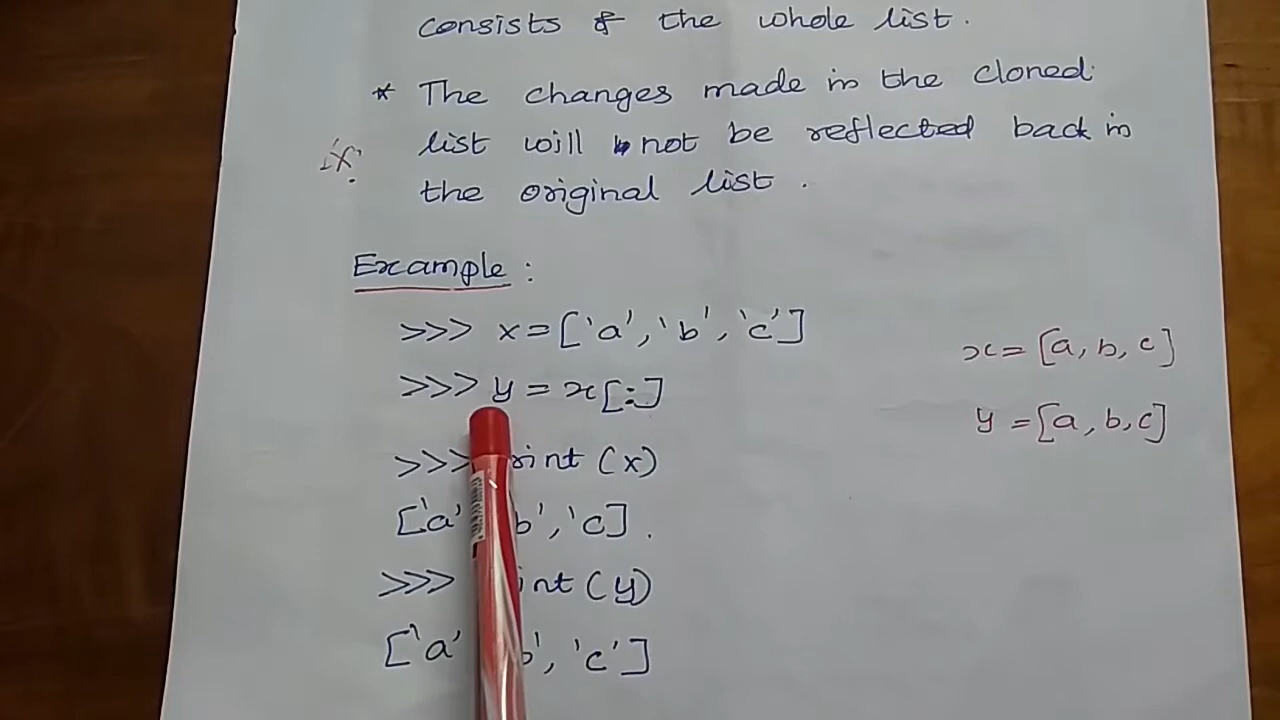 consists of the whole list.
* The changes made in the cloned
list will not be reflected back in
the original list.
Example :
>>> x=['a','b','c']
>>> y = x[:]
>>> rint (x)
['a' b','c].
>>> int (y)
['a' b','c']
x= [a, b, c]
y =[a, b, c]